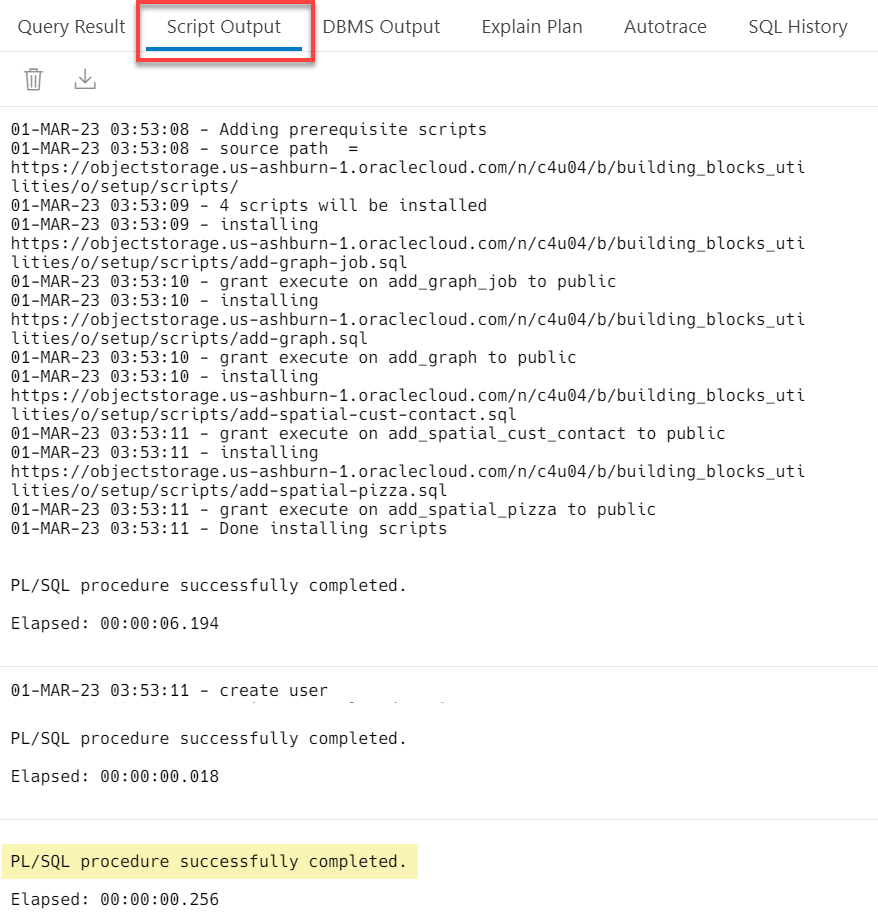 Query Result Script Output DBMS Output Explain Plan Autotrace SQL History
01-MAR-23 03:53:08 - Adding prerequisite scripts
01-MAR-23 03:53:08 - source path  =
https://objectstorage.us-ashburn-1.oraclecloud.com/n/c4u04/b/building_blocks_uti
lities/o/setup/scripts/
01-MAR-23 03:53:09 - 4 scripts will be installed
01-MAR-23 03:53:09 - installing
https://objectstorage.us-ashburn-1.oraclecloud.com/n/c4u04/b/building_blocks_uti
lities/o/setup/scripts/add-graph-job.sql
01-MAR-23 03:53:10 - grant execute on add_graph_job to public
01-MAR-23 03:53:10 - installing
https://objectstorage.us-ashburn-1.oraclecloud.com/n/c4u04/b/building_blocks_uti
lities/o/setup/scripts/add-graph.sql
01-MAR-23 03:53:10 - grant execute on add_graph to public
01-MAR-23 03:53:10 - installing
https://objectstorage.us-ashburn-1.oraclecloud.com/n/c4u04/b/building_blocks_uti
lities/o/setup/scripts/add-spatial-cust-contact.sql
01-MAR-23 03:53:11 - grant execute on add_spatial_cust_contact to public
01-MAR-23 03:53:11 - installing
https://objectstorage.us-ashburn-1.oraclecloud.com/n/c4u04/b/building_blocks_uti
lities/o/setup/scripts/add-spatial-pizza.sql
01-MAR-23 03:53:11 - grant execute on add_spatial_pizza to public
01-MAR-23 03:53:11 - Done installing scripts
PL/SQL procedure successfully completed.
Elapsed: 00:00:06.194
01-MAR-23 03:53:11 - create user
PL/SQL procedure successfully completed.
Elapsed: 00:00:00.018
PL/SQL procedure successfully completed.
Elapsed: 00:00:00.256